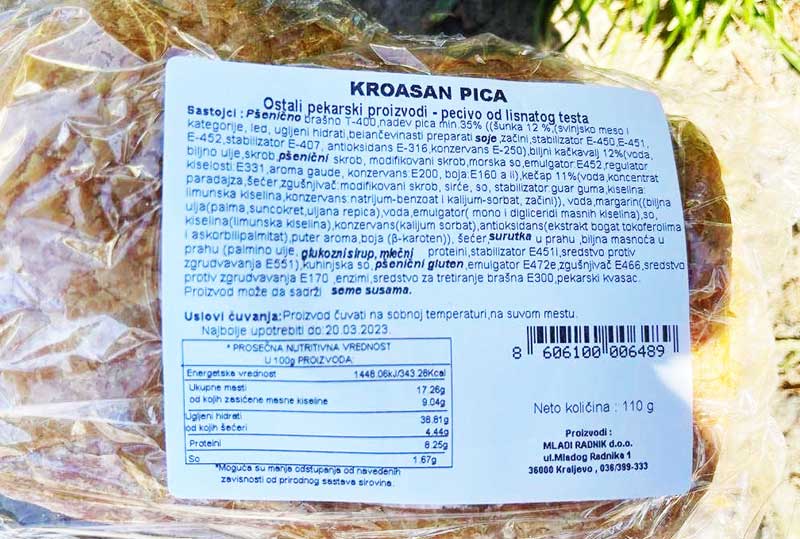 KROASAN PICA
Ostali pekarski proizvodi - pecivo od lisnatog testa
Sastojci : Pšenično brašno T-400,nadev pica min.35% ((šunka 12 %,(svinjsko meso I
kategorije, led, ugljeni hidrati,belančevinasti preparati soje,začini,stabilizator E-450,E-451,
E-452,stabilizator E-407, antioksidans E-316,konzervans E-250),biljni kačkavalj 12%(voda,
biljno ulje,skrob,pšenični skrob, modifikovani skrob,morska so,emulgator E452,regulator
kiselosti E331,aroma gaude, konzervans:E200, boja:E160 a ii),kečap 11%(voda,koncentrat
paradajza,šećer,zgušnjivač:modifikovani skrob, sirće, so, stabilizator:guar guma,kiselina:
limunska kiselina,konzervans:natrijum-benzoat i kalijum-sorbat, začini)), voda,margarin((biljna
ulja(palma,suncokret,uljana repica),voda,emulgator( mono i digliceridi masnih kiselina),so,
kiselina(limunska kiselina),konzervans(kalijum sorbat),antioksidans(ekstrakt bogat tokoferolima
i askorbilpalmitat),puter aroma,boja (β-karoten)), šećer,surutka u prahu ,biljna masnoća u
prahu (palmino ulje, glukozni sirup, mlečni proteini,stabilizator E451i,sredstvo protiv
zgrudvavanja E551),kuhinjska so,pšenični gluten,emulgator E472e,zgušnjivač E466,sredstvo
protiv zgrudvavanja E170 ,enzimi,sredstvo za tretiranje brašna E300,pekarski kvasac.
Proizvod može da sadrži seme susama.
Uslovi čuvanja:Proizvod čuvati na sobnoj temperaturi,na suvom mestu.
Najbolje upotrebiti do:20.03.2023.
* PROSEČNA NUTRITIVNA VREDNOST
U 100g PROIZVODA:
Energetska vrednost 1448.06kJ/343.28Kcal
Ukupne masti 17.26g
od kojih zasićene masne kiseline 9.04g
Ugljeni hidrati 38.81g
od kojih šećeri 4.44g
Proteini 8.25g
So 1.67g
*Moguća su manja odstupanja od navedenih
zavisnosti od prirodnog sastava sirovina.
8 606100 006489
Neto količina : 110 g
Proizvodi :
MLADI RADNIK d.o.o.
ul.Mladog Radnika 1
36000 Kraljevo , 036/399-333